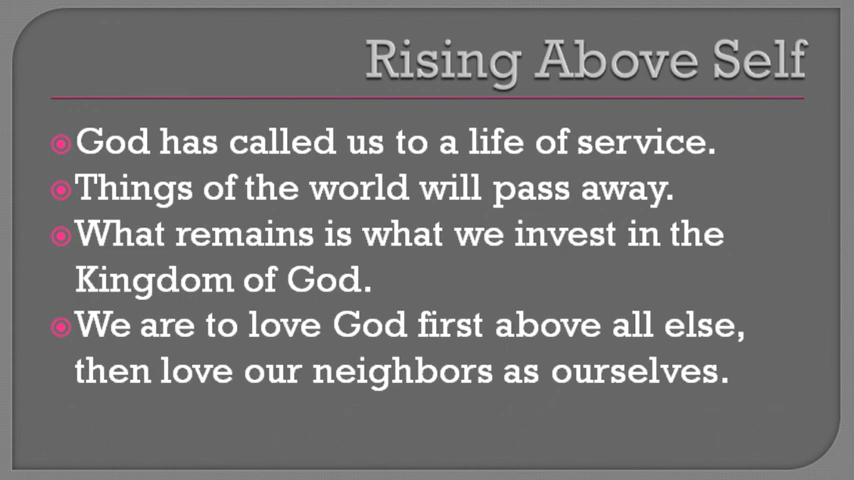 Rising Above Self
God has called us to a life of service.
Things of the world will pass away.
What remains is what we invest in the
Kingdom of God.
We are to love God first above all else,
then love our neighbors as ourselves.